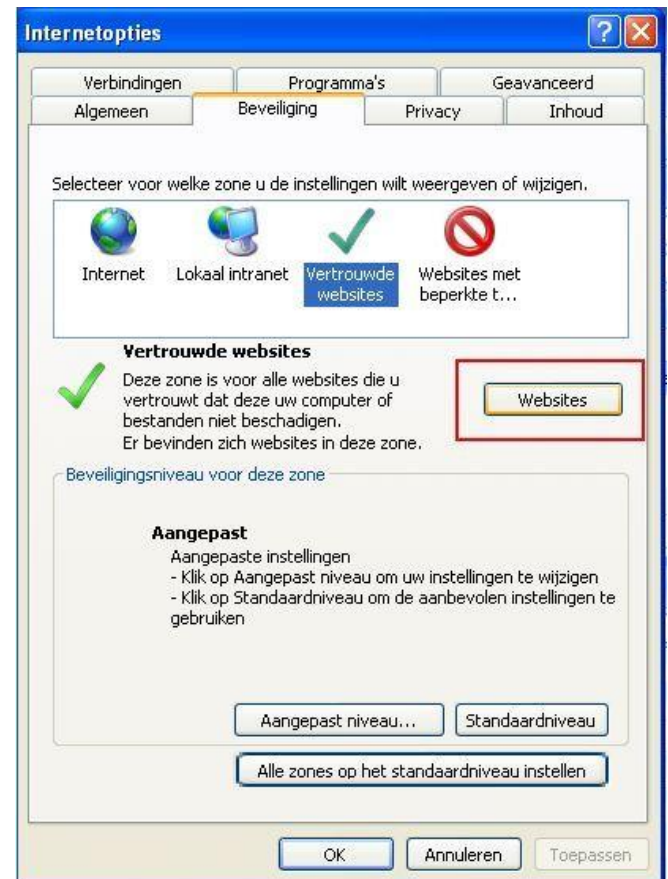 Internetopties
Verbindingen Programma's Geavanceerd
Algemeen Beveiliging Privacy Inhoud
Selecteer voor welke zone u de instellingen wilt weergeven of wijzigen.
Internet Lokaal intranet Vertrouwde websites Websites met beperkte t...
Vertrouwde websites
Deze zone is voor alle websites die u
vertrouwt dat deze uw computer of
bestanden niet beschadigen.
Er bevinden zich websites in deze zone.
Websites
Beveiligingsniveau voor deze zone
Aangepast
Aangepaste instellingen
- Klik op Aangepast niveau om uw instellingen te wijzigen
- Klik op Standaardniveau om de aanbevolen instellingen te
gebruiken
Aangepast niveau... Standaardniveau
Alle zones op het standaardniveau instellen
OK Annuleren Toepassen